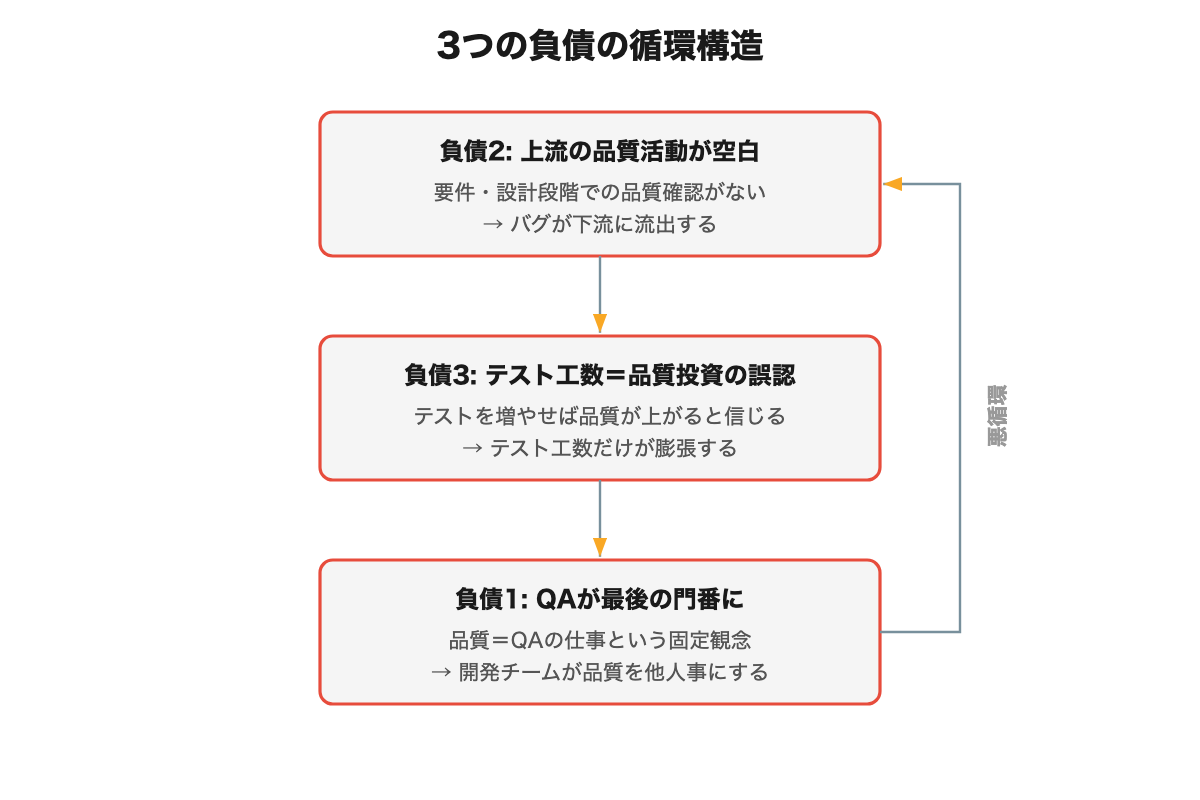 3つの負債の循環構造
負債2: 上流の品質活動が空白
要件・設計段階での品質確認がない
→ バグが下流に流出する
負債3: テスト工数＝品質投資の誤認
テストを増やせば品質が上がると信じる
→ テスト工数だけが膨張する
悪循環
負債1: QAが最後の門番に
品質＝QAの仕事という固定観念
→ 開発チームが品質を他人事にする